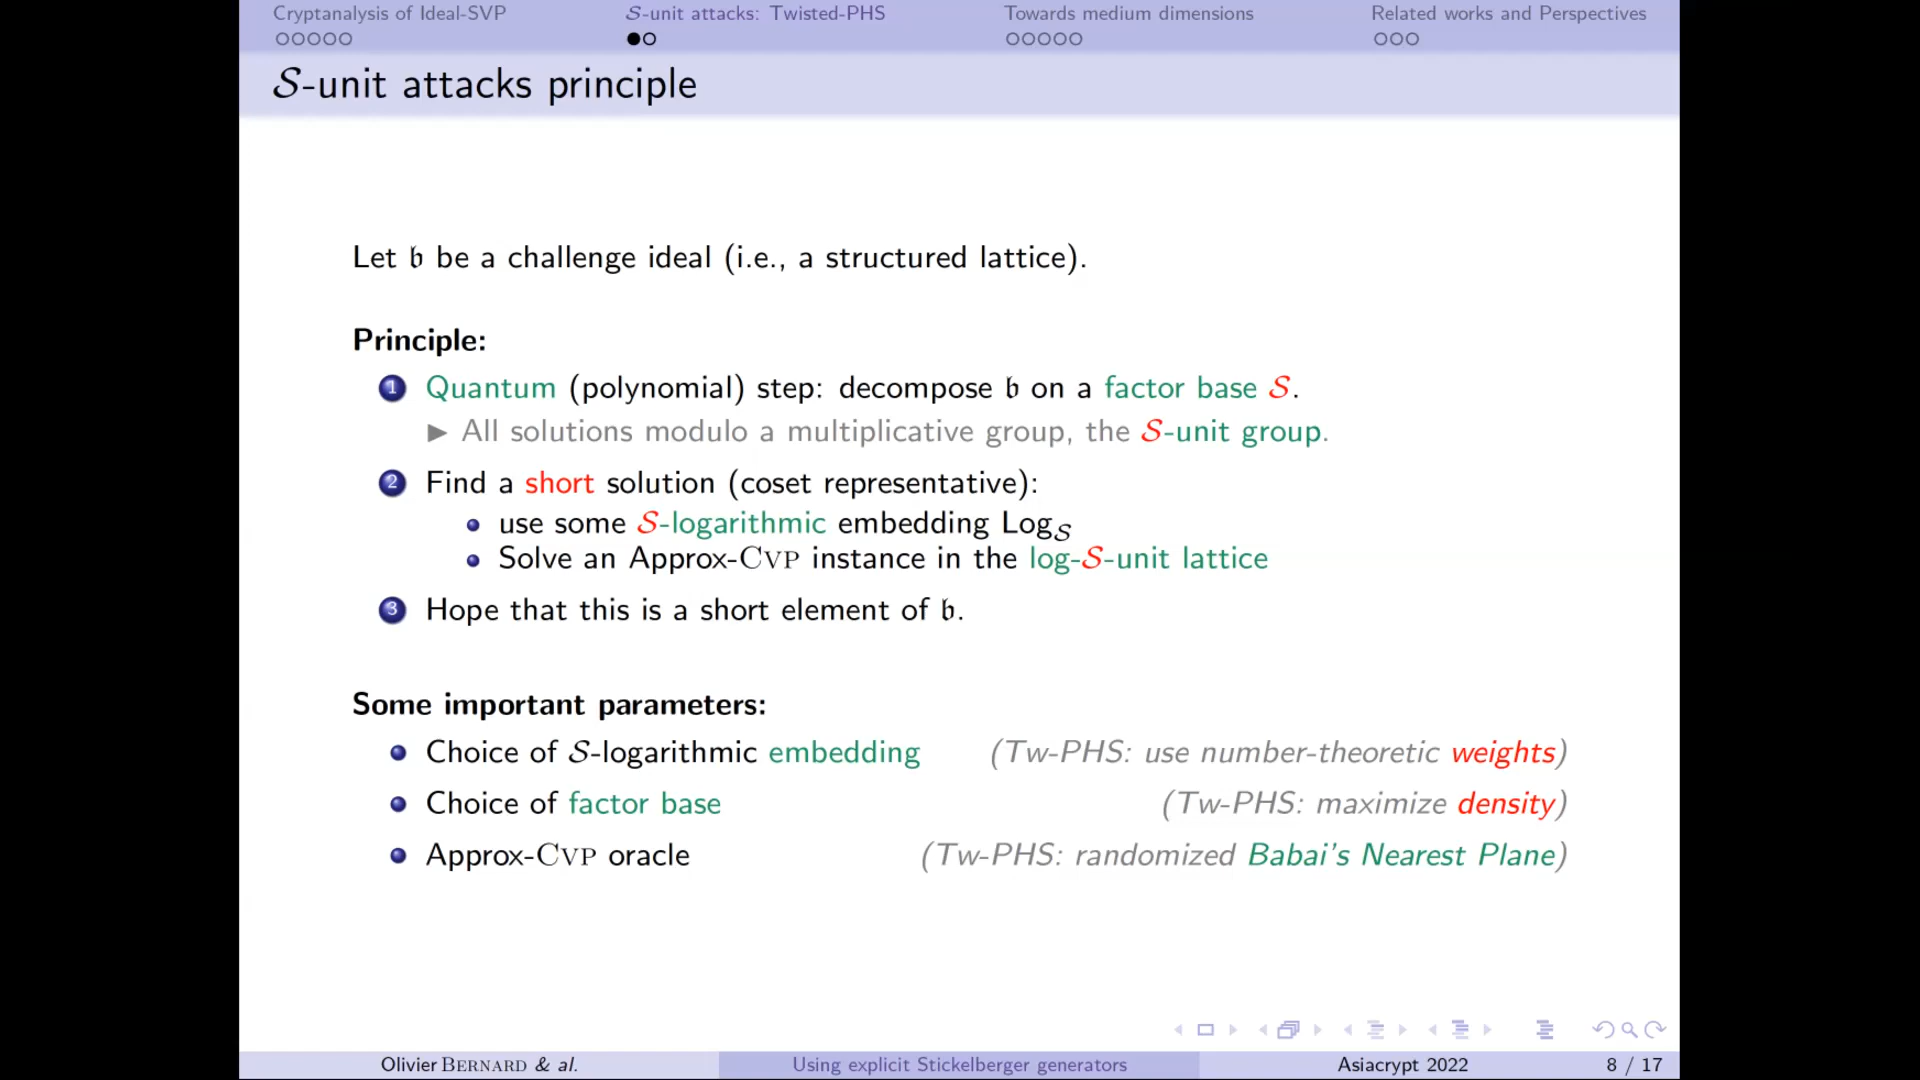 Cryptanalysis of Ideal-SVP
𝒮-unit attacks: Twisted-PHS
Towards medium dimensions
Related works and Perspectives
𝒮-unit attacks principle
Let 𝔟 be a challenge ideal (i.e., a structured lattice).
Principle:
1 Quantum (polynomial) step: decompose 𝔟 on a factor base 𝒮.
▶ All solutions modulo a multiplicative group, the 𝒮-unit group.
2 Find a short solution (coset representative):
• use some 𝒮-logarithmic embedding Log_𝒮
• Solve an Approx-CVP instance in the log-𝒮-unit lattice
3 Hope that this is a short element of 𝔟.
Some important parameters:
• Choice of 𝒮-logarithmic embedding (Tw-PHS: use number-theoretic weights)
• Choice of factor base (Tw-PHS: maximize density)
• Approx-CVP oracle (Tw-PHS: randomized Babai's Nearest Plane)
Olivier BERNARD & al. Using explicit Stickelberger generators Asiacrypt 2022 8 / 17